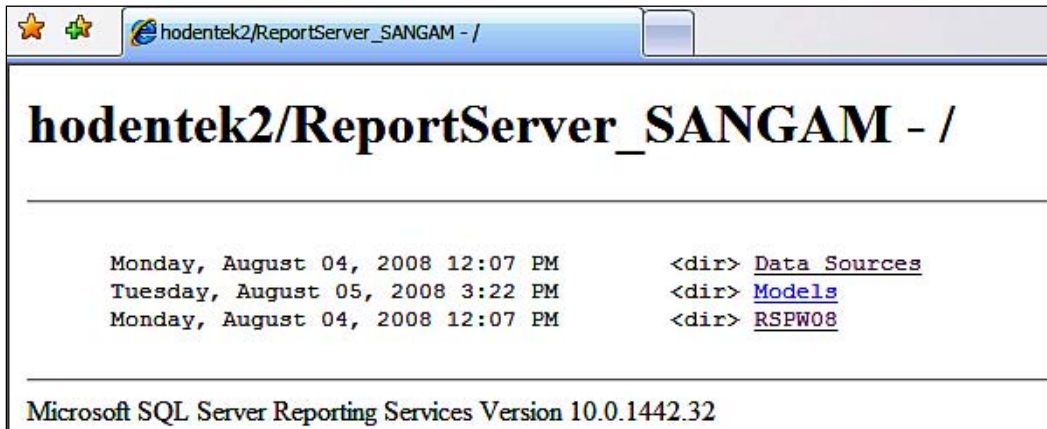 hodentek2/ReportServer_SANGAM - /
hodentek2/ReportServer_SANGAM - /
Monday, August 04, 2008 12:07 PM <dir> Data Sources
Tuesday, August 05, 2008 3:22 PM <dir> Models
Monday, August 04, 2008 12:07 PM <dir> RSPW08
Microsoft SQL Server Reporting Services Version 10.0.1442.32